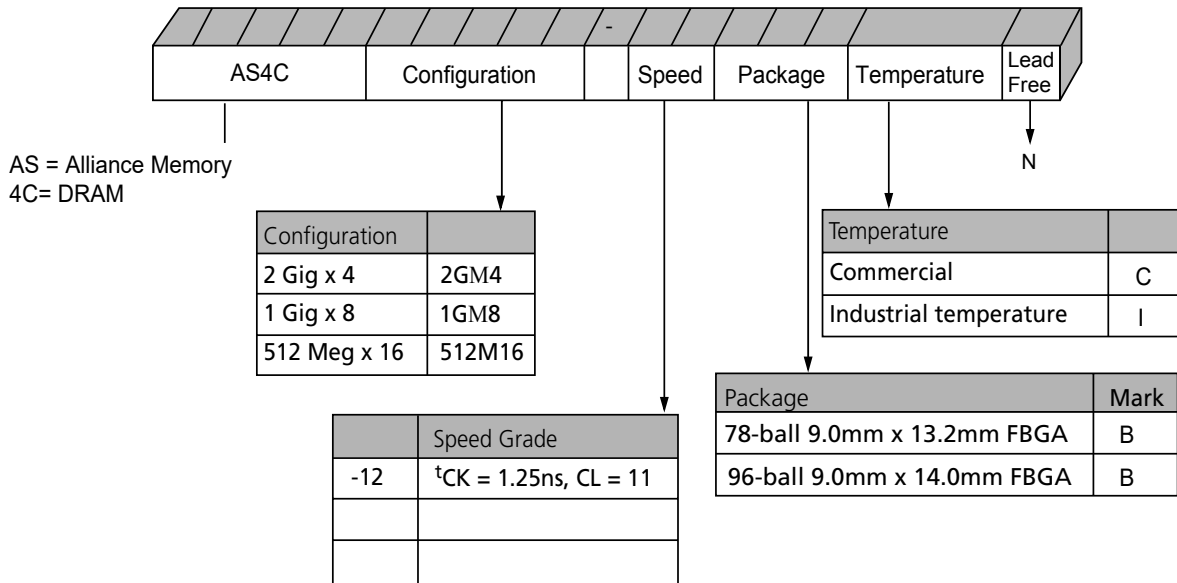 -
AS4C Configuration Speed Package Temperature Lead Free
AS = Alliance Memory
4C= DRAM
N
Configuration
2 Gig x 4 2GM4
1 Gig x 8 1GM8
512 Meg x 16 512M16
Temperature
Commercial C
Industrial temperature I
Package Mark
78-ball 9.0mm x 13.2mm FBGA B
96-ball 9.0mm x 14.0mm FBGA B
Speed Grade
-12 tCK = 1.25ns, CL = 11